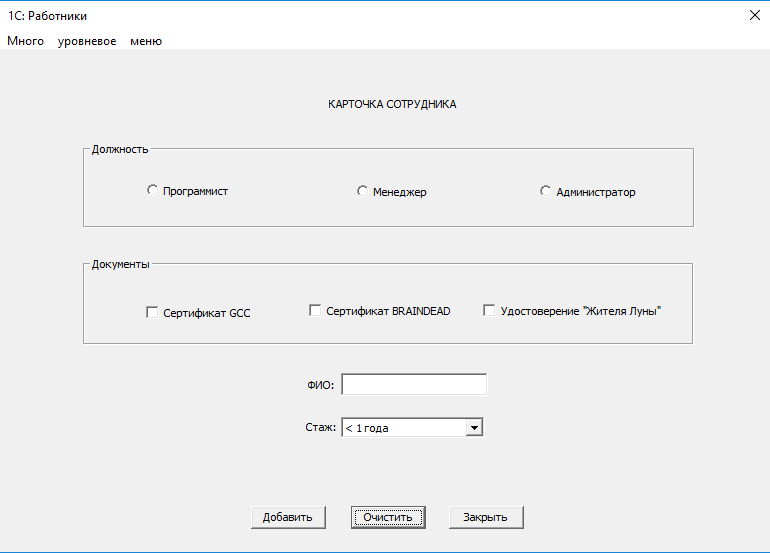 1С: Работники
Много уровневое меню
КАРТОЧКА СОТРУДНИКА
Должность
Программист Менеджер Администратор
Документы
Сертификат GCC Сертификат BRAINDEAD Удостоверение "Жителя Луны"
ФИО:
Стаж: < 1 года
Добавить Очистить Закрыть